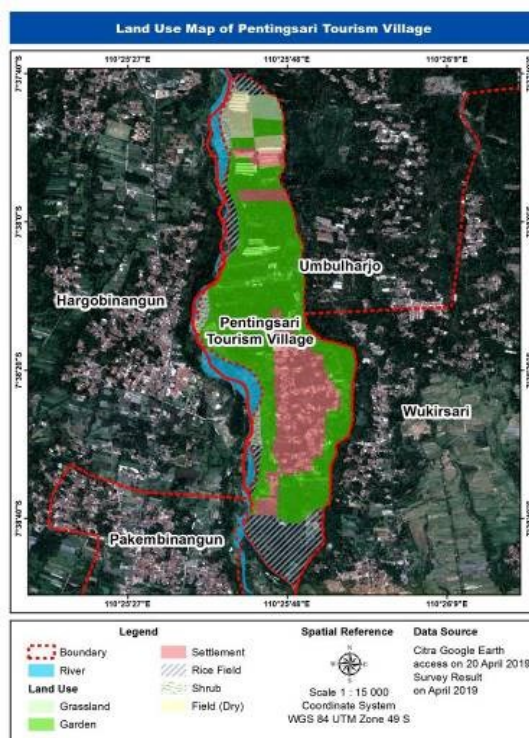 Land Use Map of Pentingsari Tourism Village
110°25'27"E
110°25'48"E
110°26'9"E
7°37'40"S
7°38'0"S
7°38'20"S
7°38'40"S
Umbulharjo
Hargobinangun
Pentingsari
Tourism Village
Wukirsari
Pakembinangun
110°25'27"E
110°25'48"E
110°26'9"E
Legend
Boundary
River
Land Use
Grassland
Garden
Settlement
Rice Field
Shrub
Field (Dry)
Spatial Reference
N
Scale 1 : 15 000
Coordinate System
WGS 84 UTM Zone 49 S
Data Source
Citra Google Earth
access on 20 April 2019
Survey Result
on April 2019